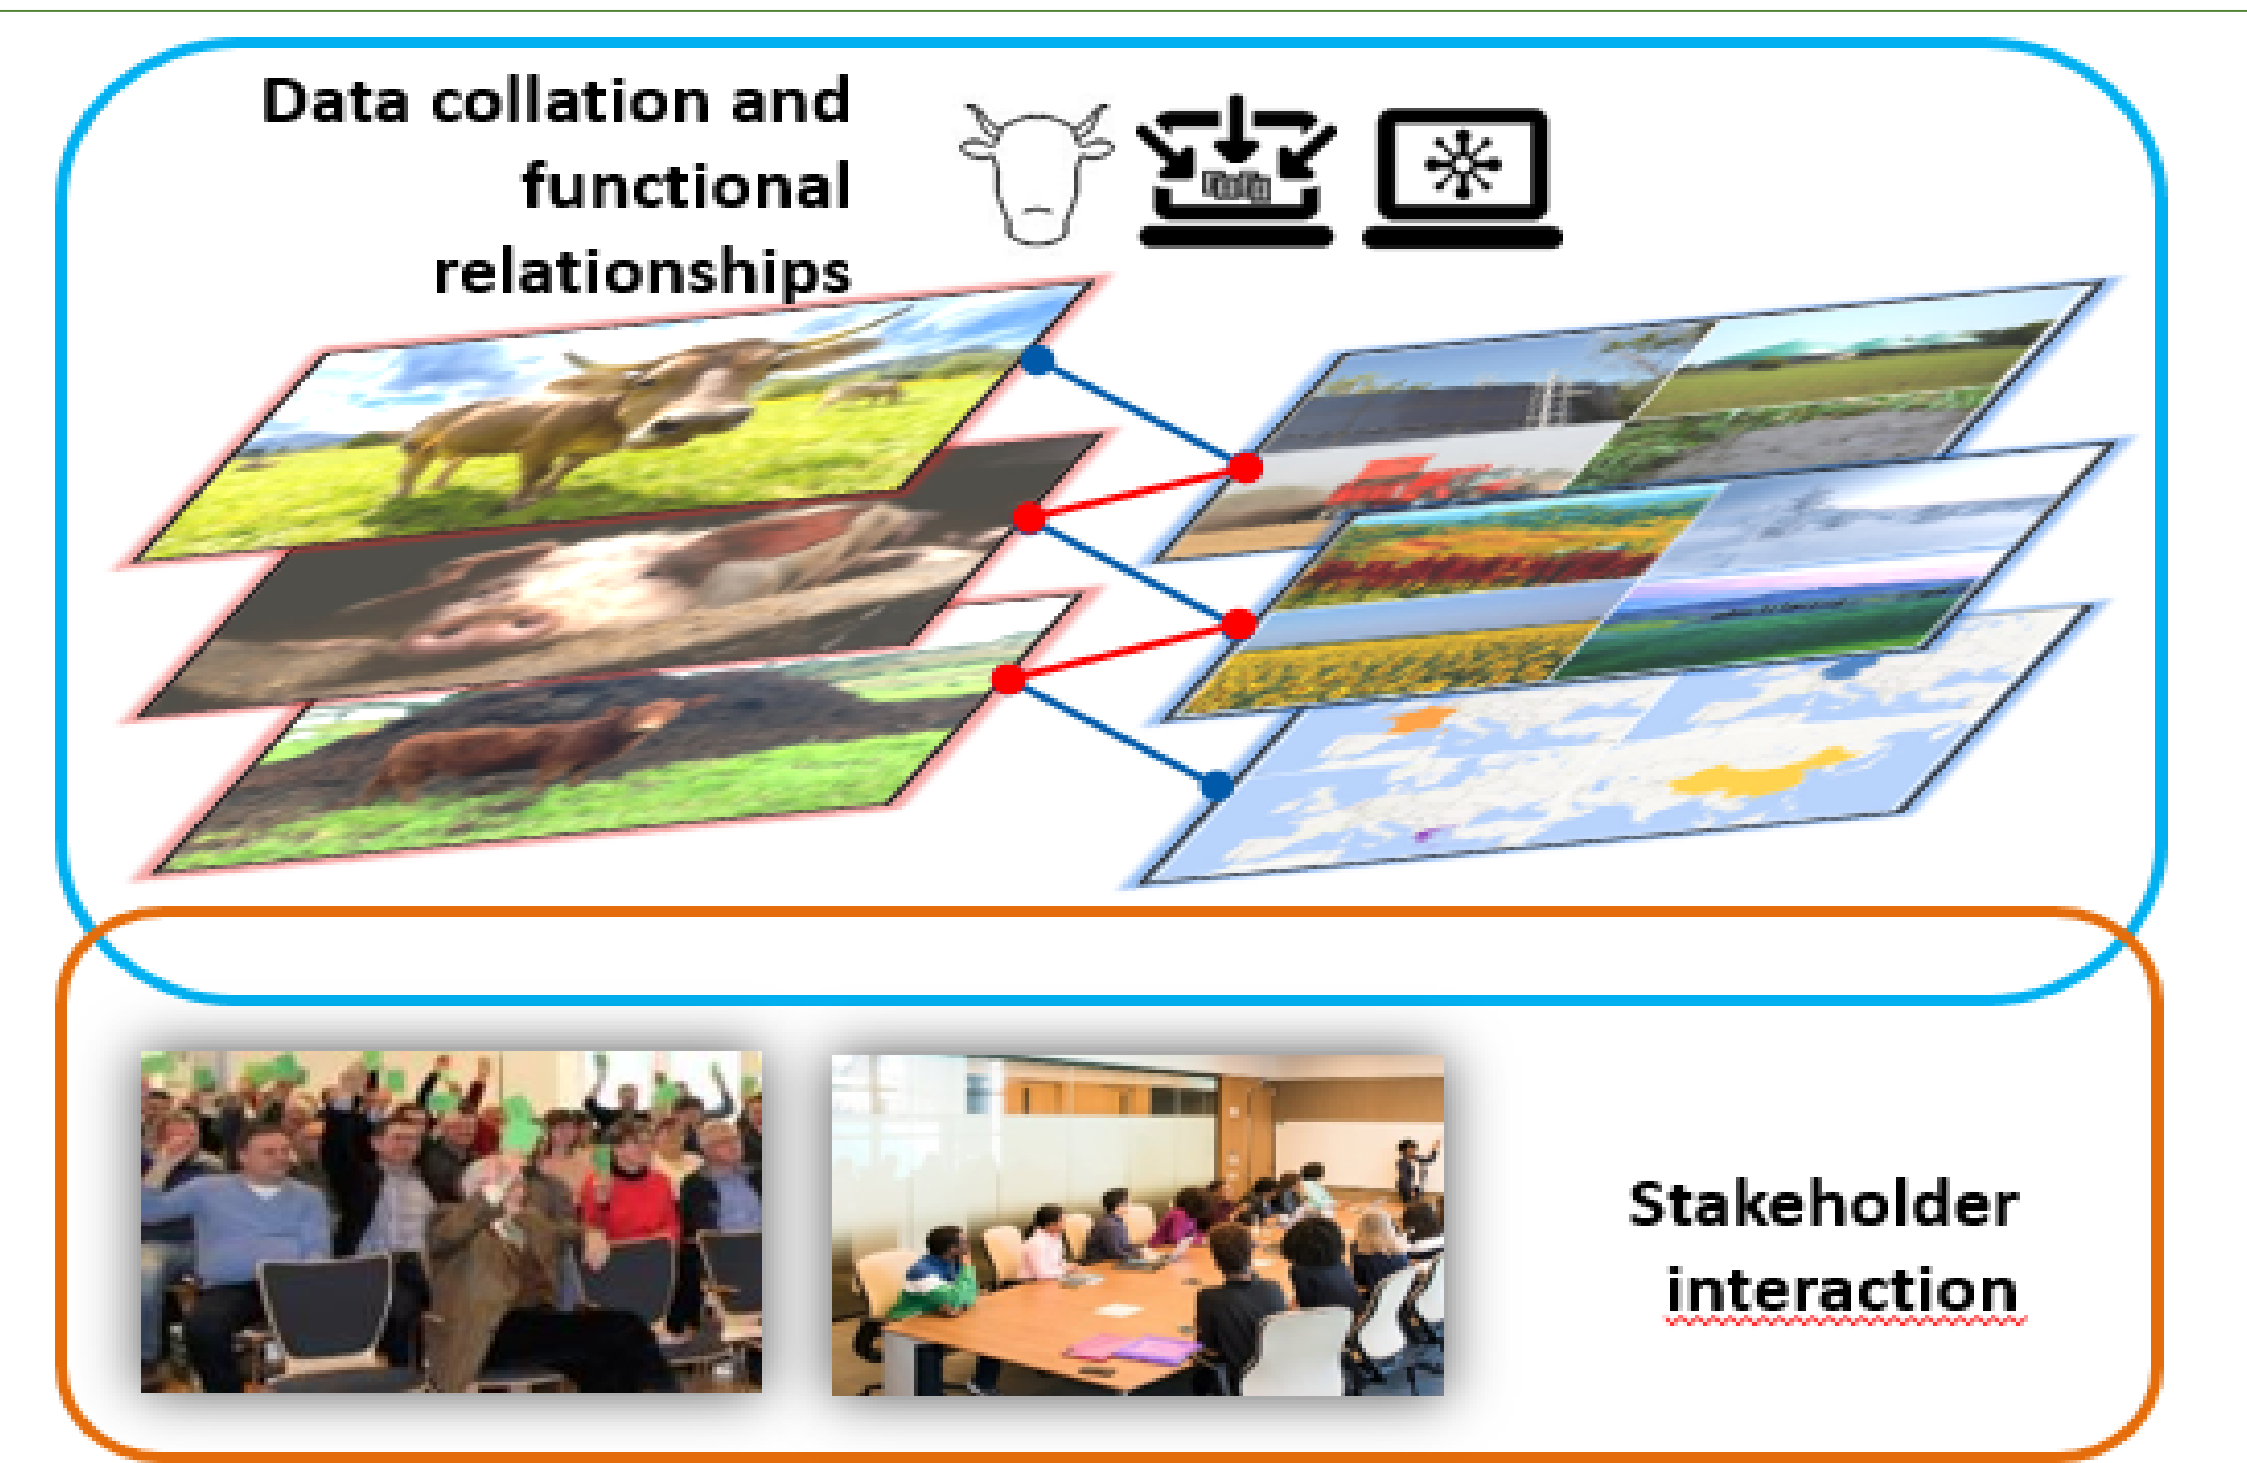 Data collation and
functional
relationships
Stakeholder
interaction